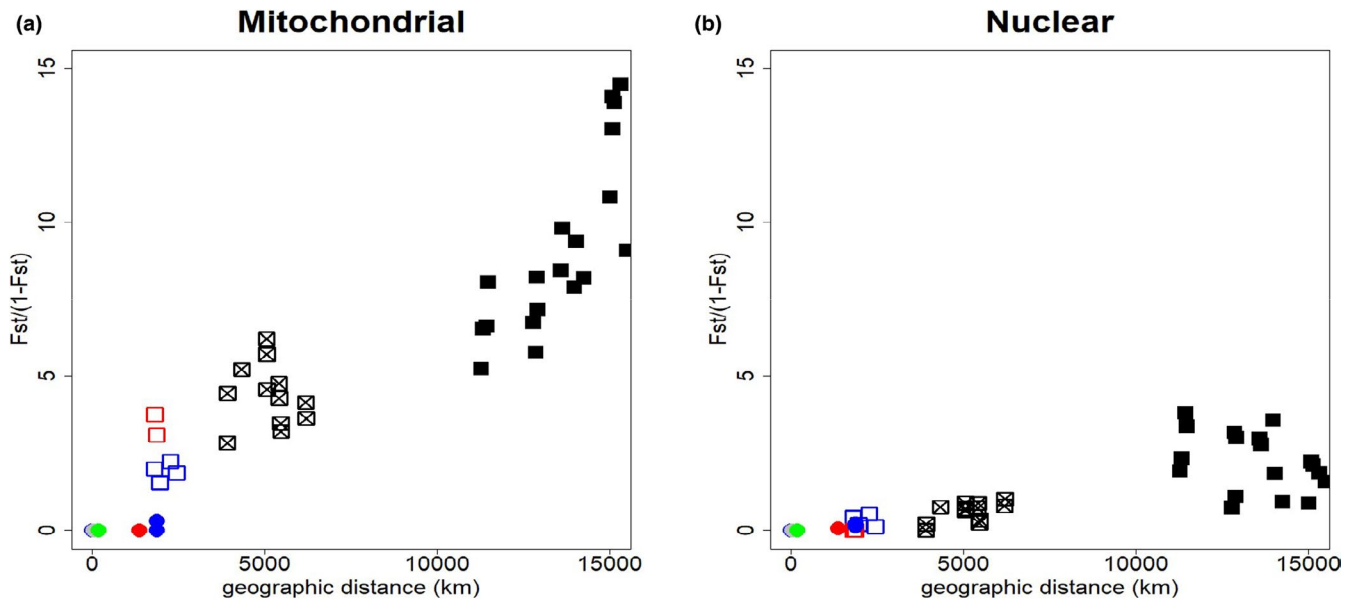 (a) Mitochondrial
15
10
5
0
Fst/(1-Fst)
0 5000 10000 15000
geographic distance (km)
(b) Nuclear
15
10
5
0
Fst/(1-Fst)
0 5000 10000 15000
geographic distance (km)